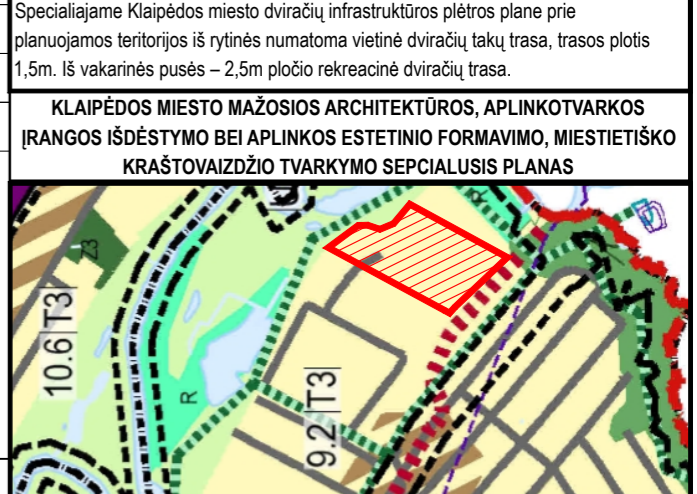 Specialiajame Klaipėdos miesto dviračių infrastruktūros plėtros plane prie
planuojamos teritorijos iš rytinės numatoma vietinė dviračių takų trasa, trasos plotis
1,5m. Iš vakarinės pusės – 2,5m pločio rekreacinė dviračių trasa.
KLAIPĖDOS MIESTO MAŽOSIOS ARCHITEKTŪROS, APLINKOTVARKOS
ĮRANGOS IŠDĖSTYMO BEI APLINKOS ESTETINIO FORMAVIMO, MIESTIETIŠKO
KRAŠTOVAIZDŽIO TVARKYMO SEPCIALUSIS PLANAS
Z3
10.6 T3
R
9.2 T3
R